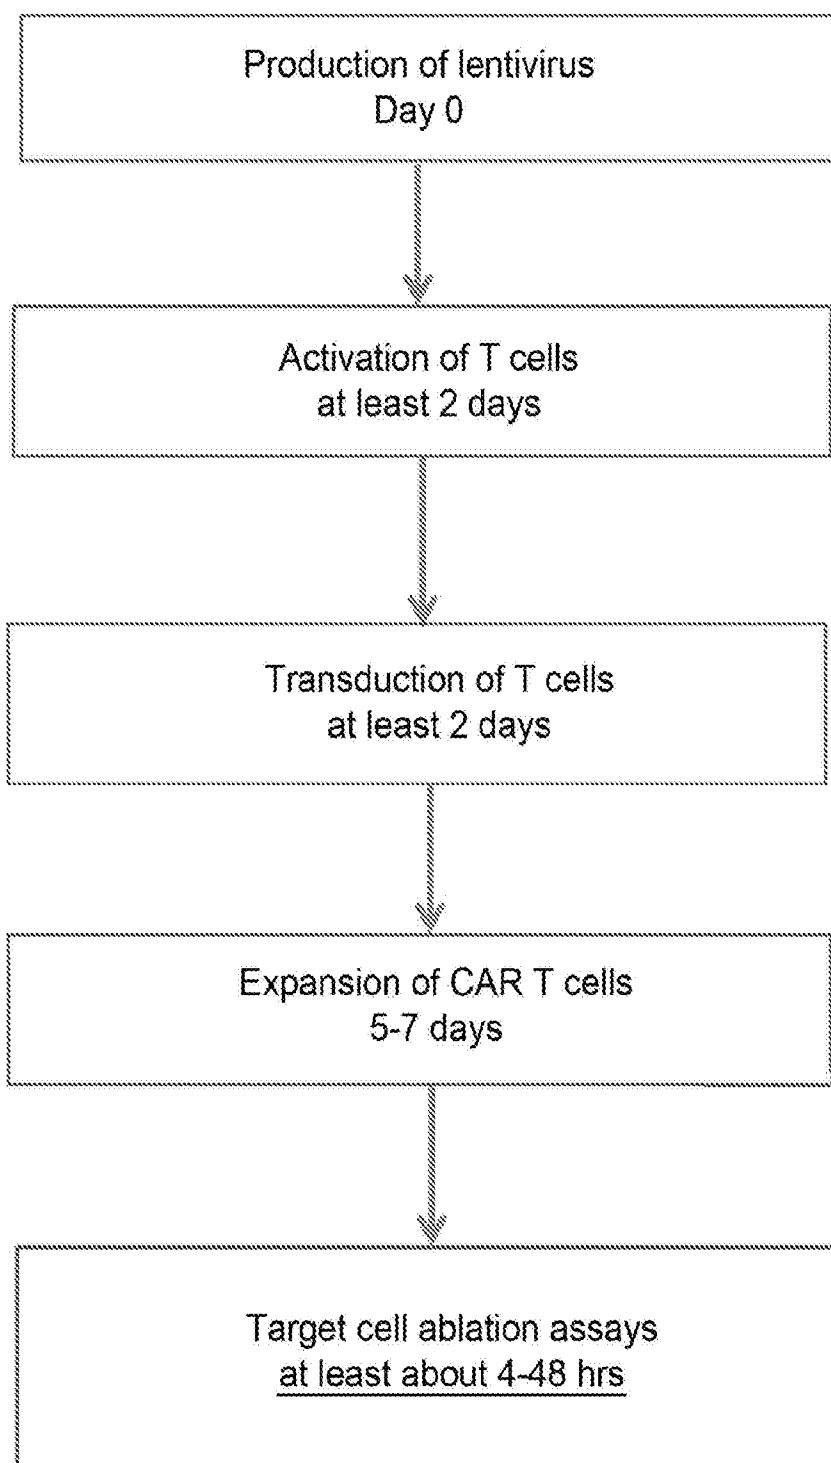 Production of lentivirus
Day 0
Activation of T cells
at least 2 days
Transduction of T cells
at least 2 days
Expansion of CAR T cells
5-7 days
Target cell ablation assays
at least about 4-48 hrs